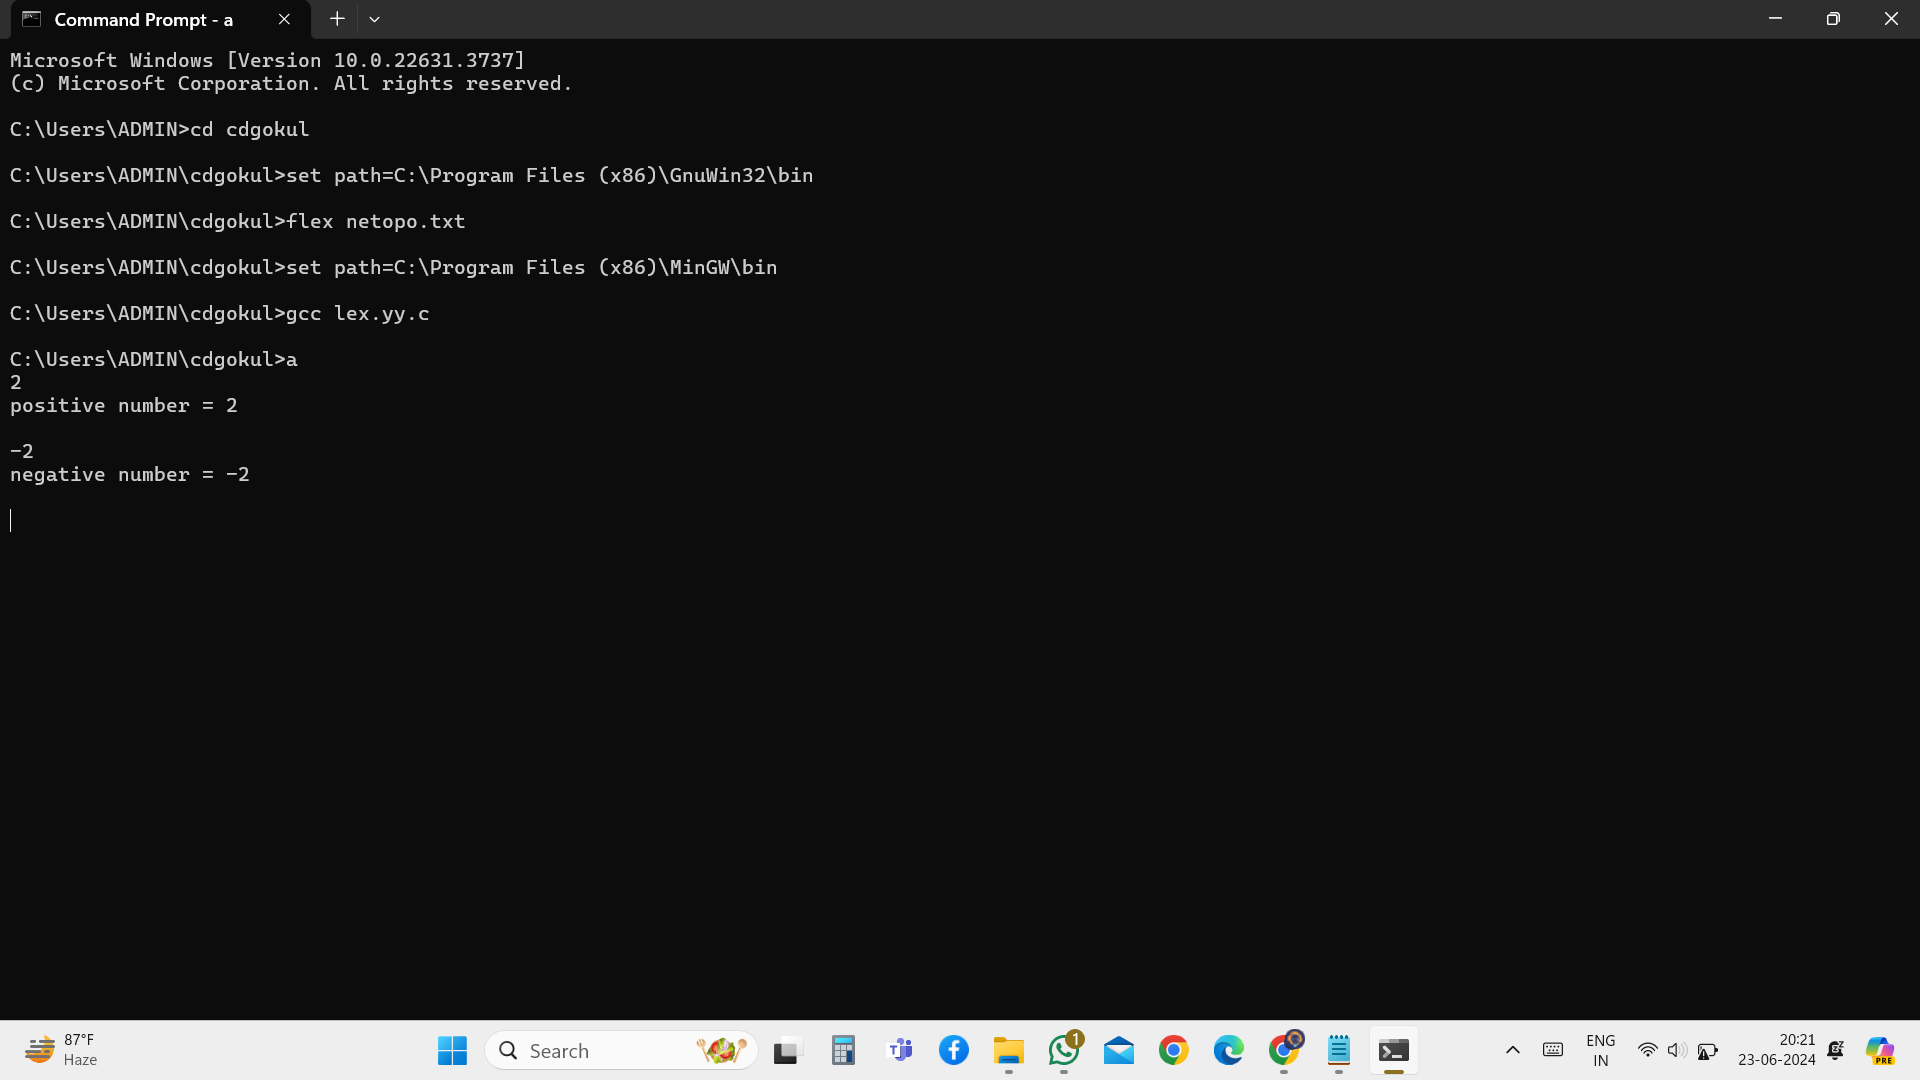 Command Prompt - a
Microsoft Windows [Version 10.0.22631.3737]
(c) Microsoft Corporation. All rights reserved.
C:\Users\ADMIN>cd cdgokul
C:\Users\ADMIN\cdgokul>set path=C:\Program Files (x86)\GnuWin32\bin
C:\Users\ADMIN\cdgokul>flex netopo.txt
C:\Users\ADMIN\cdgokul>set path=C:\Program Files (x86)\MinGW\bin
C:\Users\ADMIN\cdgokul>gcc lex.yy.c
C:\Users\ADMIN\cdgokul>a
2
positive number = 2
-2
negative number = -2
87°F
Haze
Search
1
ENG
IN
20:21
23-06-2024
PRE